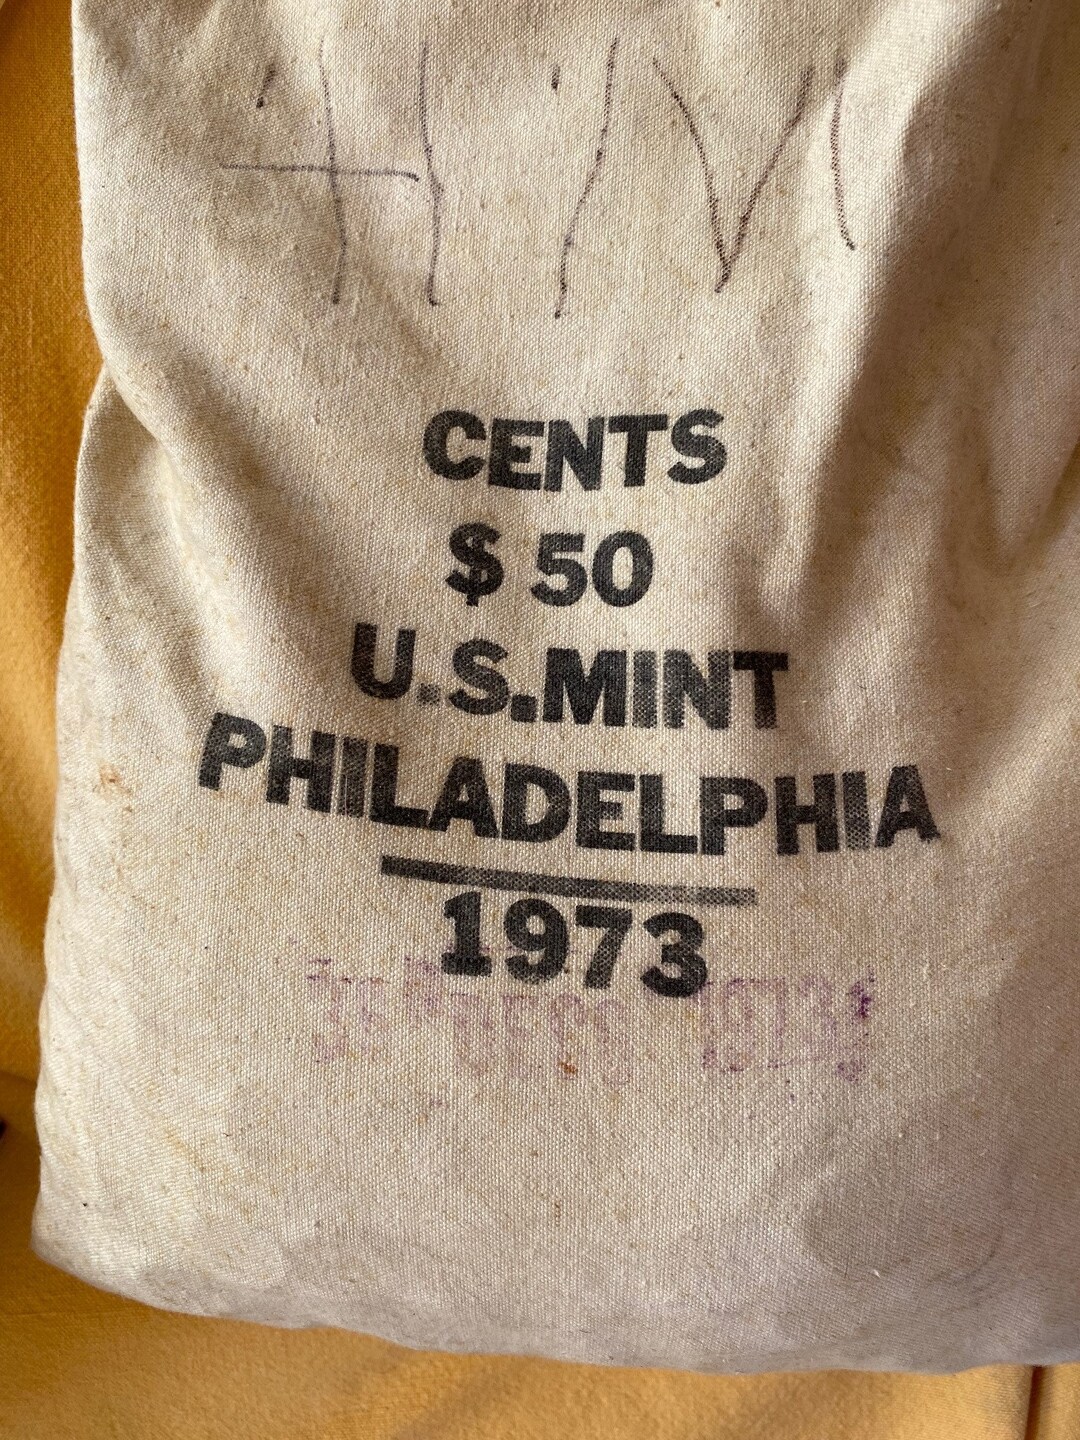 CENTS
$ 50
U.S.MINT
PHILADELPHIA
1973